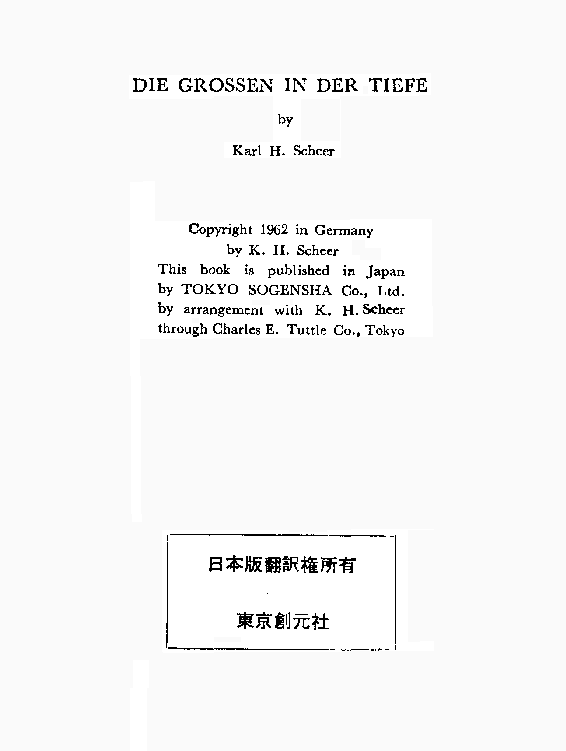 DIE GROSSEN IN DER TIEFE
by
Karl H. Scheer
Copyright 1962 in Germany
by K. H. Scheer
This book is published in Japan
by TOKYO SOGENSHA Co., Ltd.
by arrangement with K. H. Scheer
through Charles E. Tuttle Co., Tokyo
日本版翻訳権所有
東京創元社